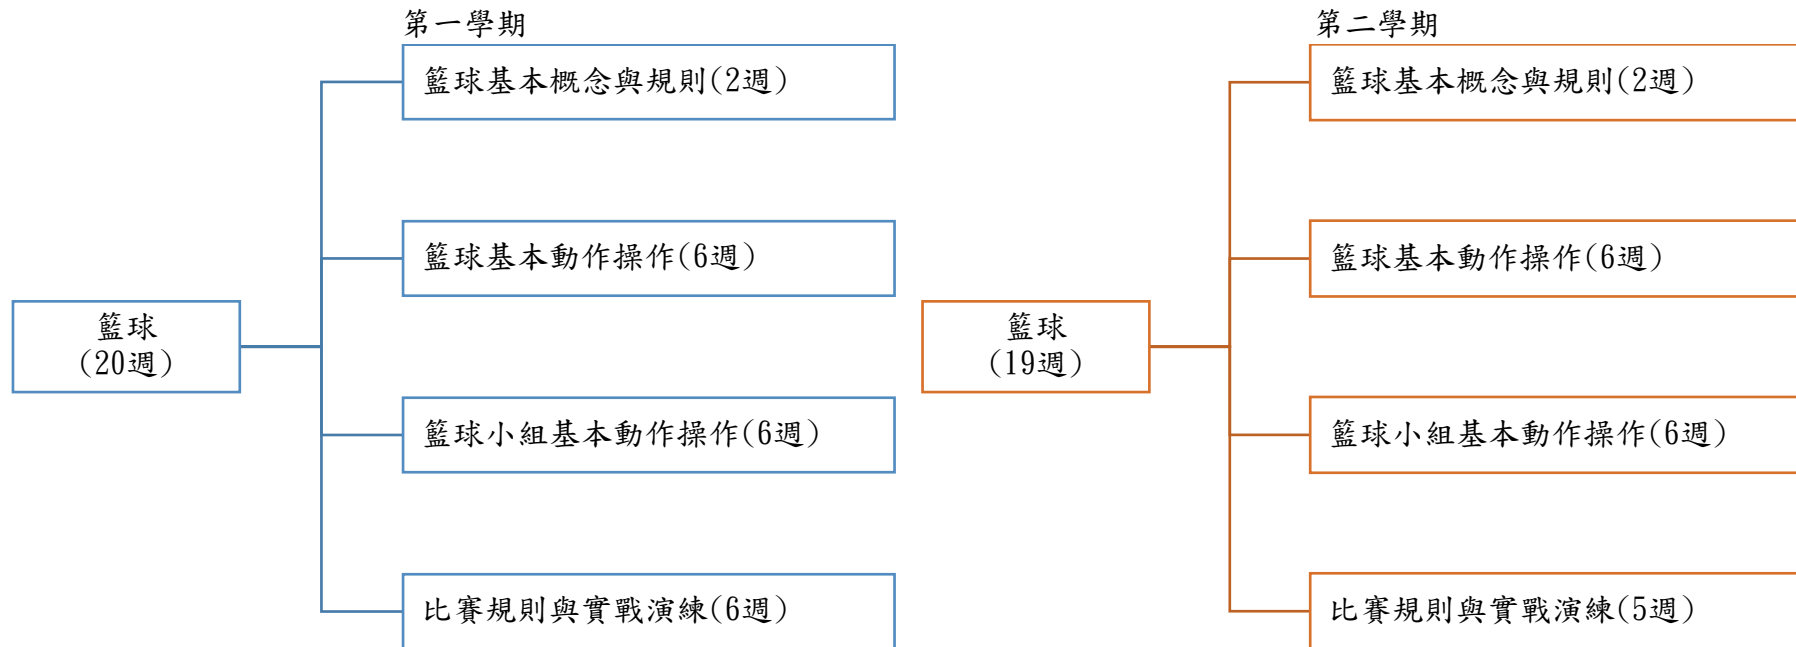 第一學期
籃球
(20週)
籃球基本概念與規則(2週)
籃球基本動作操作(6週)
籃球小組基本動作操作(6週)
比賽規則與實戰演練(6週)
第二學期
籃球
(19週)
籃球基本概念與規則(2週)
籃球基本動作操作(6週)
籃球小組基本動作操作(6週)
比賽規則與實戰演練(5週)